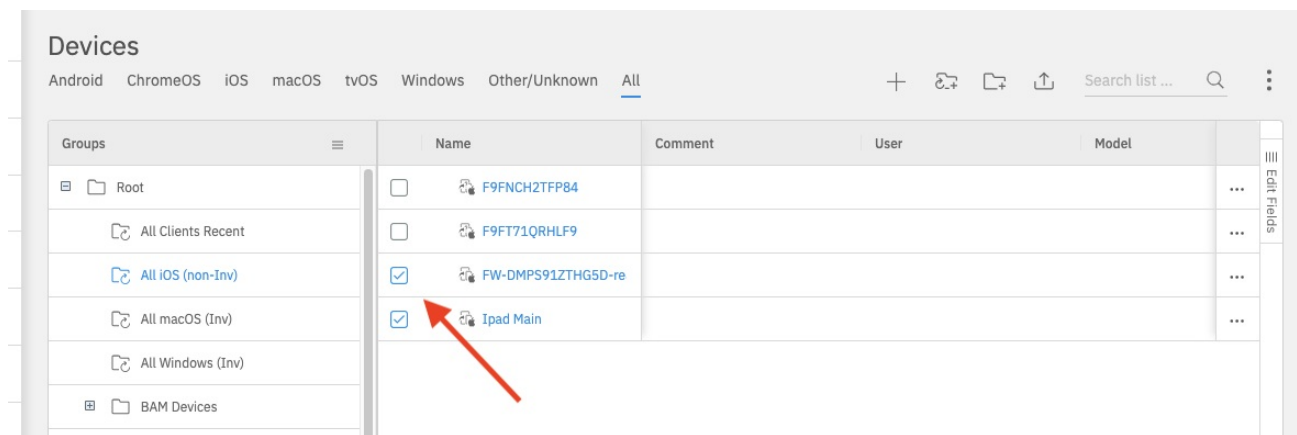 Devices
Android ChromeOS iOS macOS tvOS Windows Other/Unknown All Search list ...
Groups Name Comment User Model
Root F9FNCH2TFP84 ...
All Clients Recent F9FT71QRHLF9 ...
All iOS (non-Inv) FW-DMPS91ZTHG5D-re ...
All macOS (Inv) Ipad Main ...
All Windows (Inv)
BAM Devices
Edit Fields